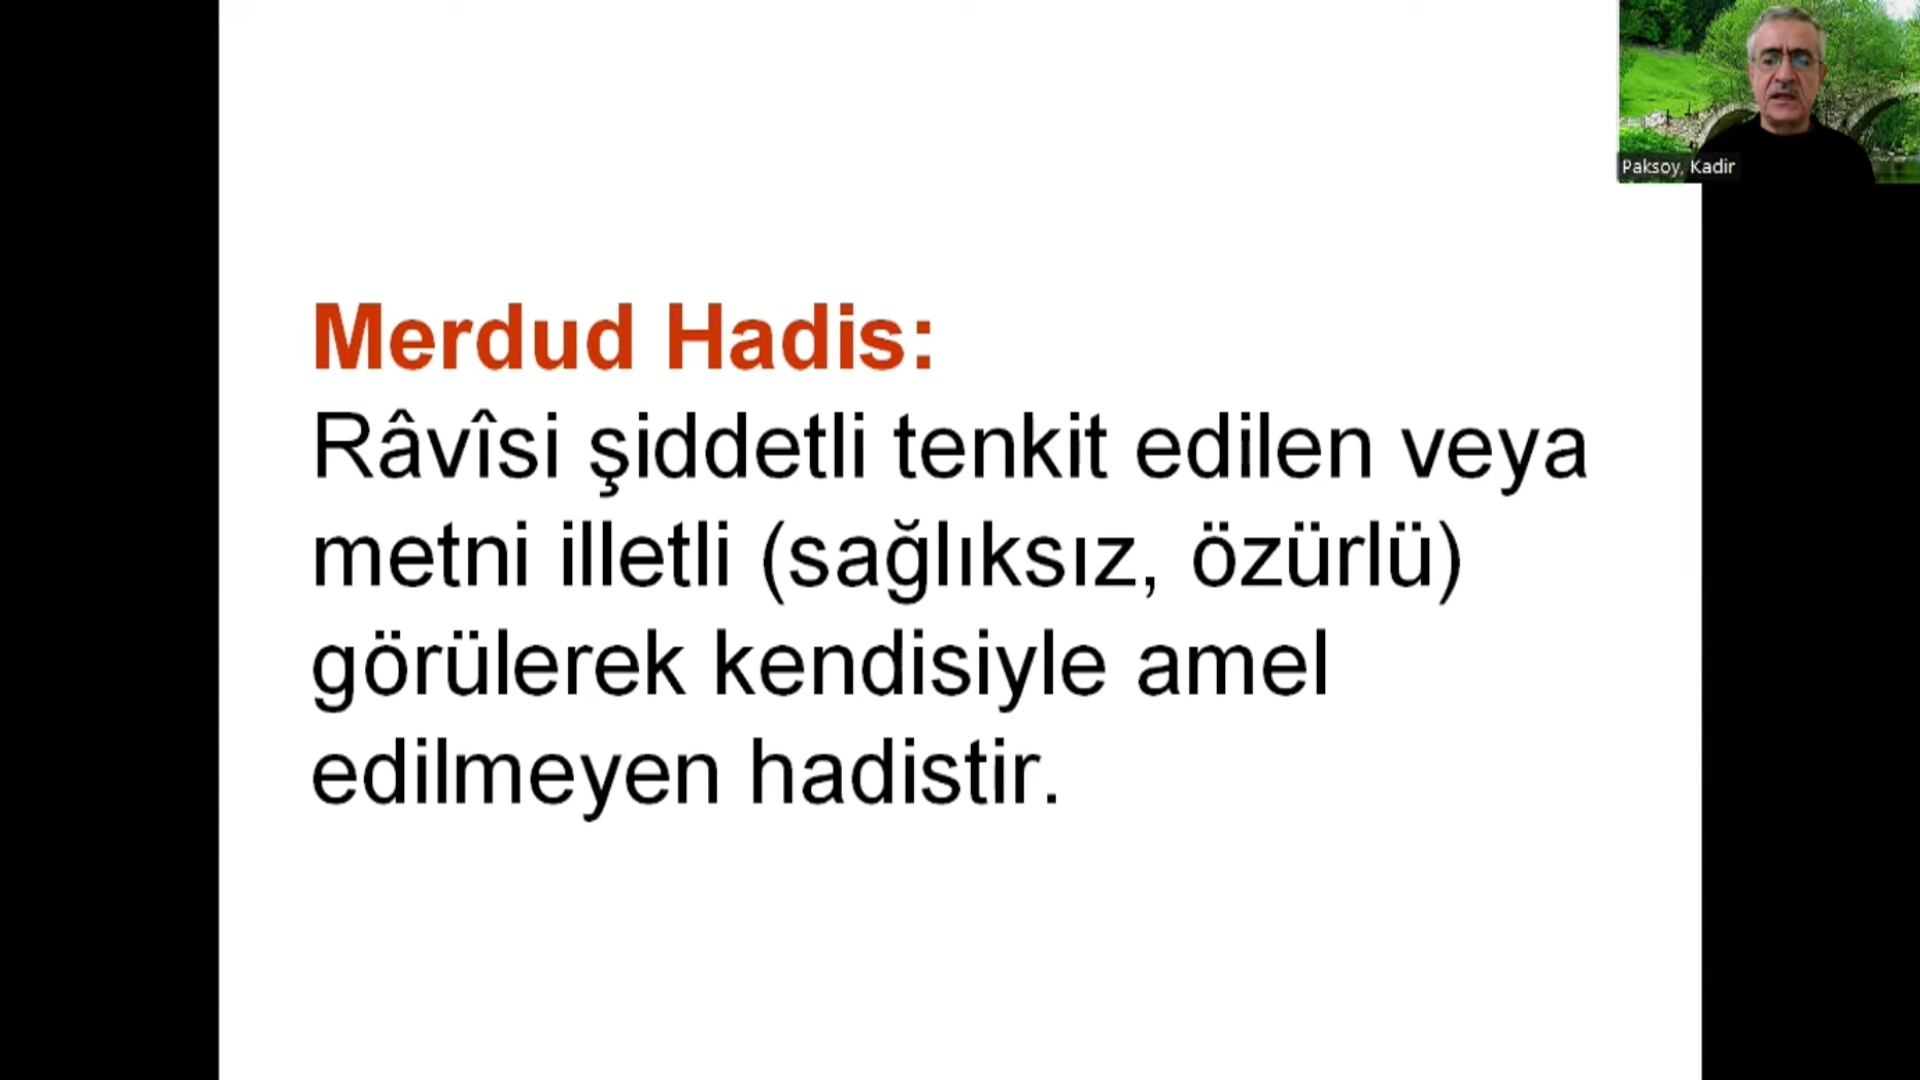 Paksoy, Kadir
Merdud Hadis:
Râvîsi şiddetli tenkit edilen veya
metni illetli (sağlıksız, özürlü)
görülerek kendisiyle amel
edilmeyen hadistir.